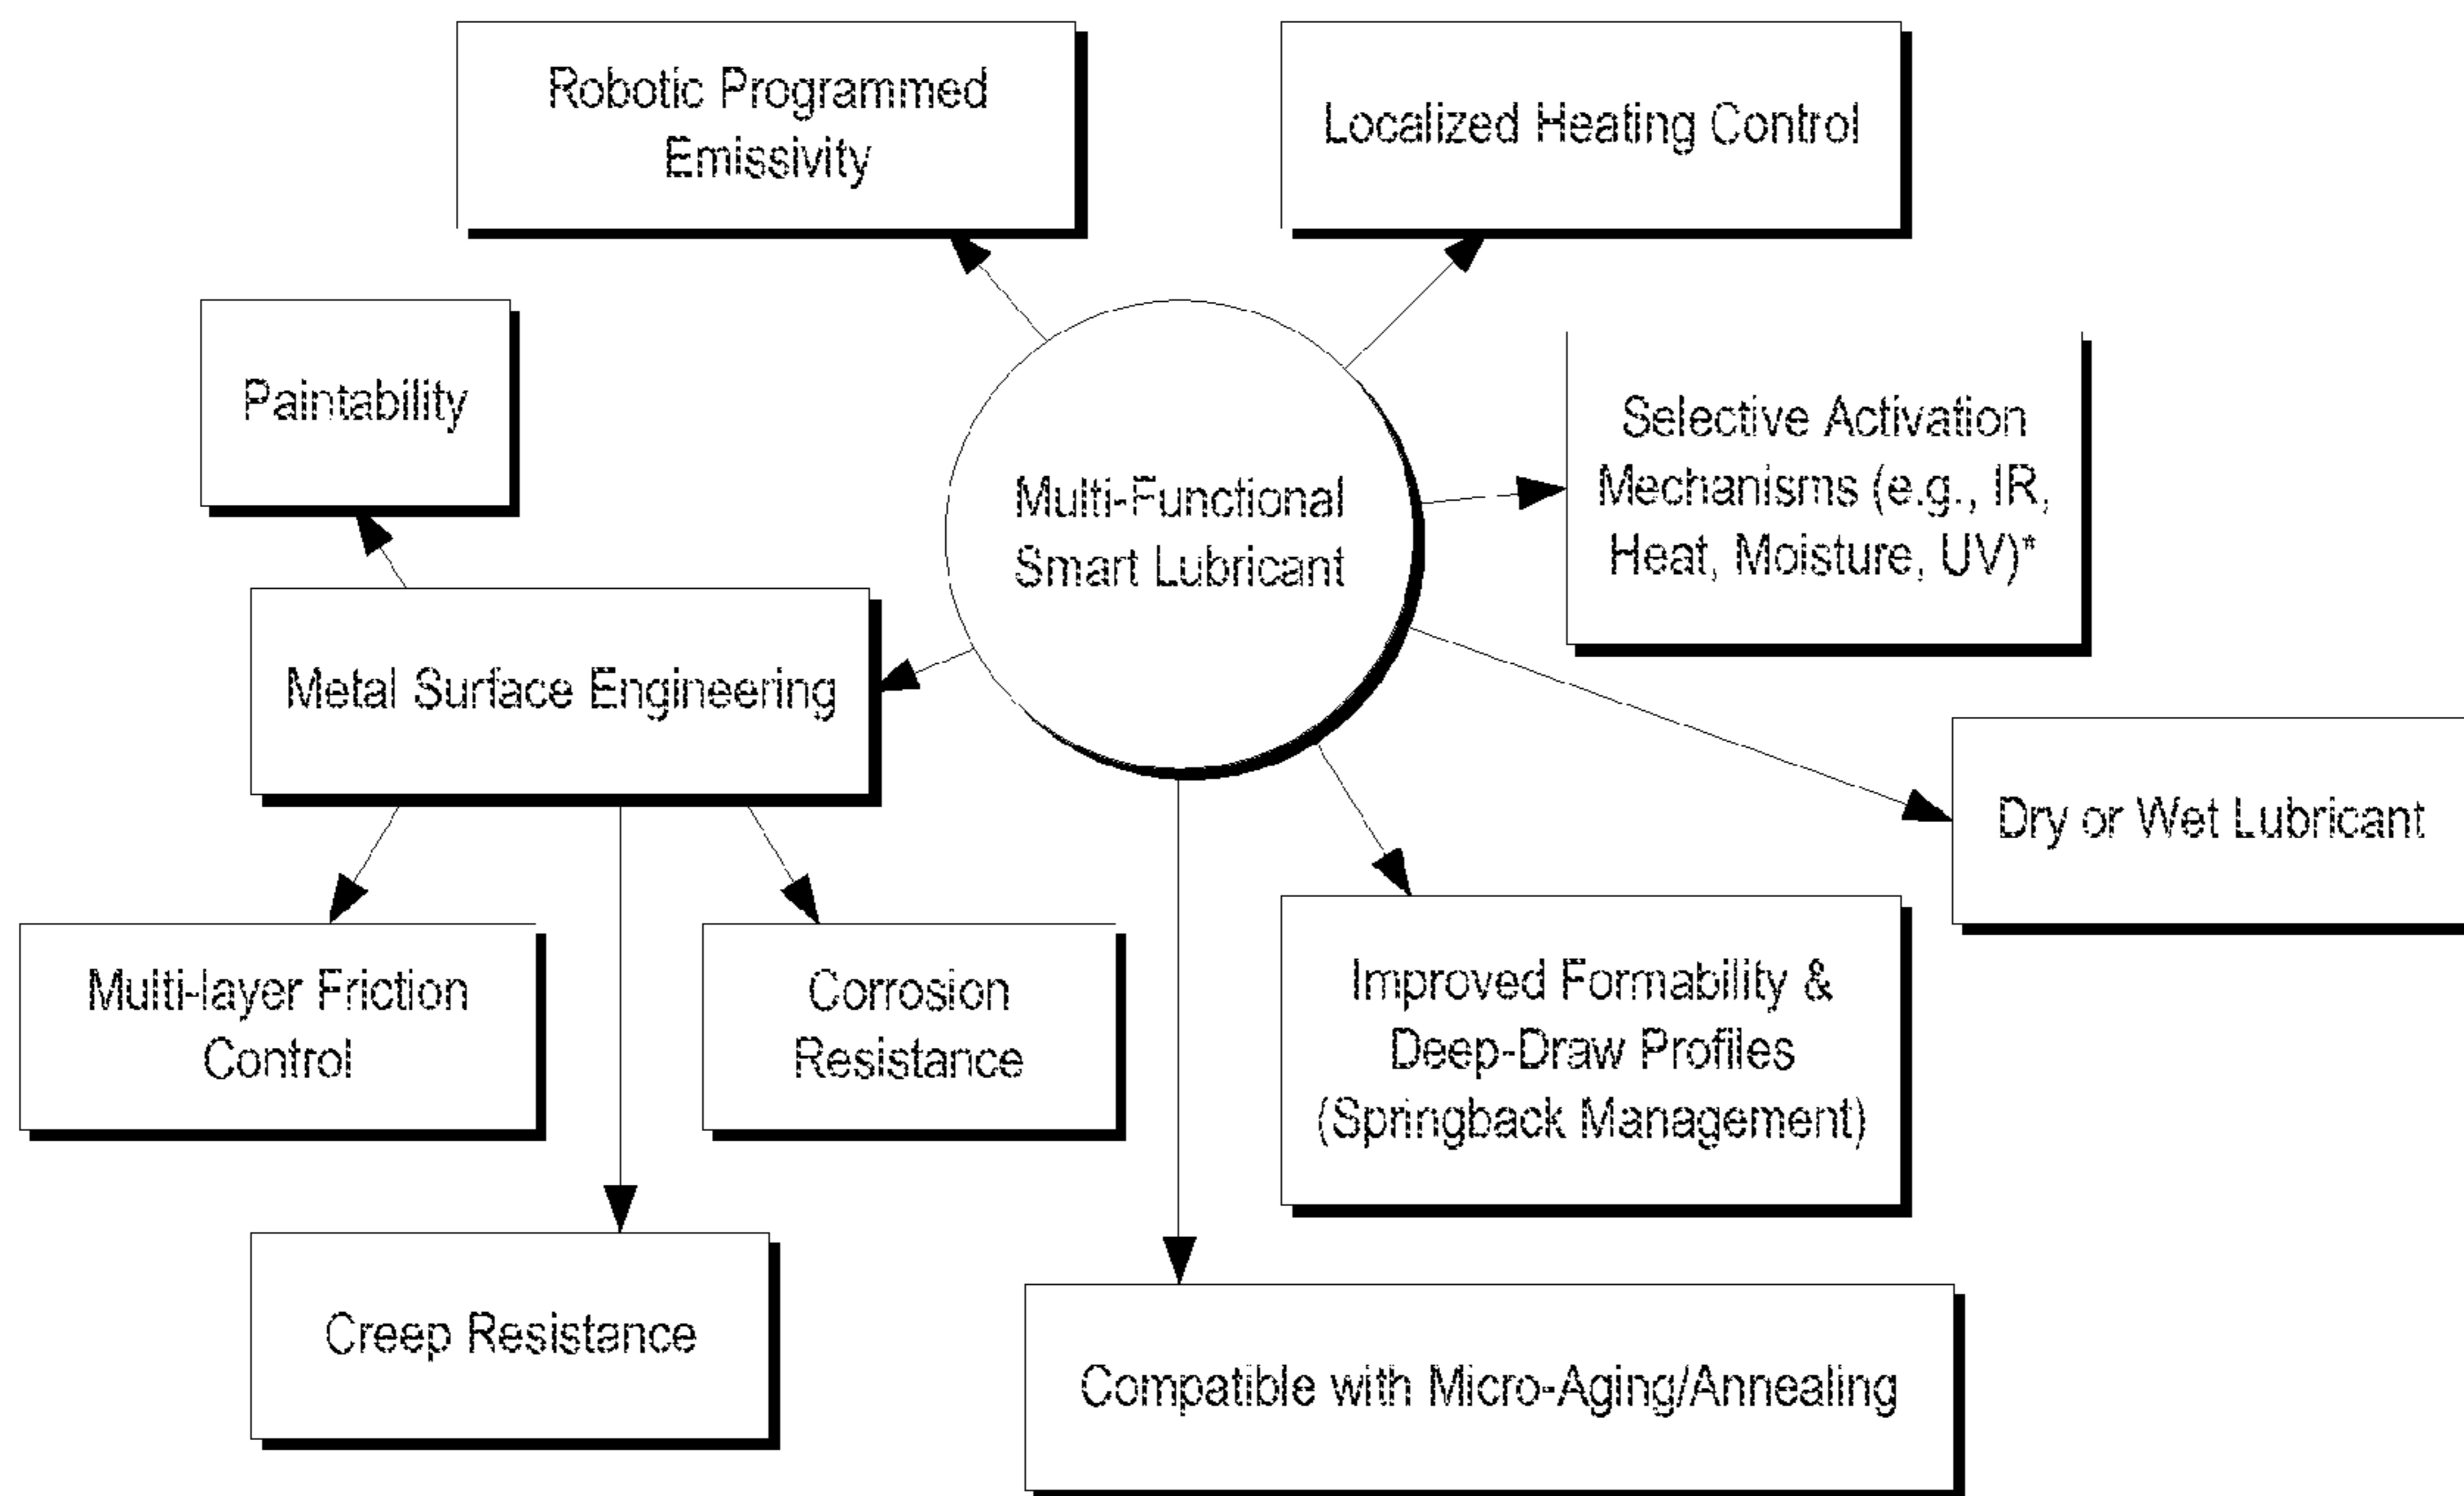 Robotic Programmed
Emissivity
Localized Heating Control
Paintability
Selective Activation
Mechanisms (e.g., IR,
Heat, Moisture, UV)*
Multi-Functional
Smart Lubricant
Metal Surface Engineering
Dry or Wet Lubricant
Multi-layer Friction
Control
Corrosion
Resistance
Improved Formability &
Deep-Draw Profiles
(Springback Management)
Creep Resistance
Compatible with Micro-Aging/Annealing